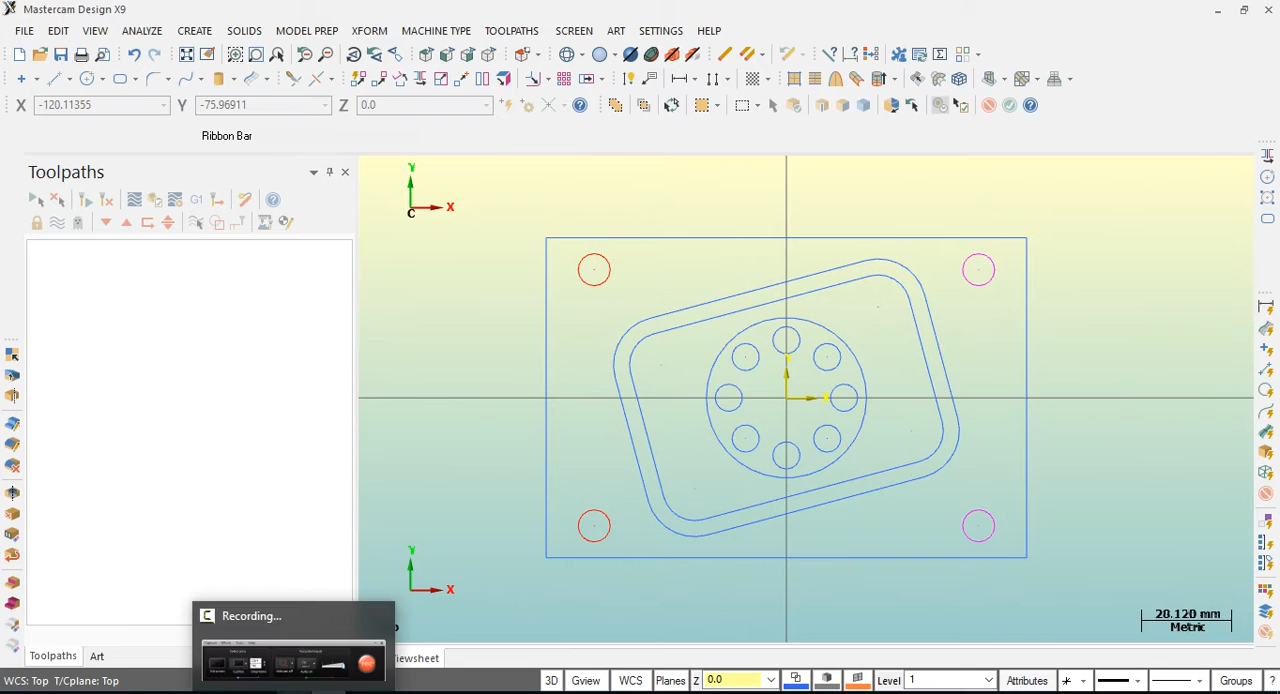 Mastercam Design X9
FILE EDIT VIEW ANALYZE CREATE SOLIDS MODEL PREP XFORM MACHINE TYPE TOOLPATHS SCREEN ART SETTINGS HELP
X -120.11355 Y -75.96911 Z 0.0
Ribbon Bar
Toolpaths
G1
Y
X
C
Y
X
28.120 mm
Metric
Recording...
Toolpaths Art
WCS: Top T/Cplane: Top
3D Gview WCS Planes Z 0.0 Level 1 Attributes Groups ?